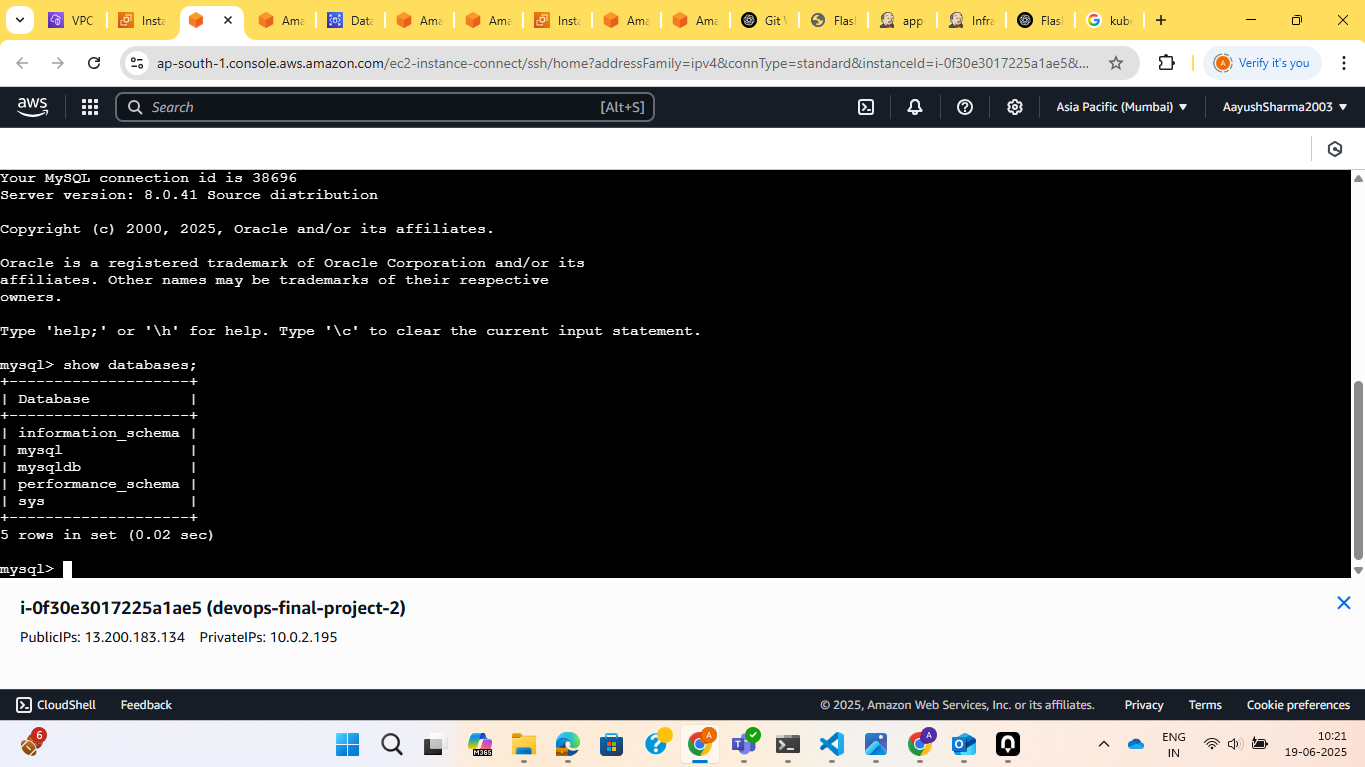 VPC
Insta
Ama
Data
Ama
Ama
Insta
Ama
Ama
Git
Flas
app
Infra
Flas
kub
ap-south-1.console.aws.amazon.com/ec2-instance-connect/ssh/home?addressFamily=ipv4&connType=standard&instanceId=i-0f30e3017225a1ae5&...
Verify it's you
aws
Search
[Alt+S]
Asia Pacific (Mumbai)
AayushSharma2003
Your MySQL connection id is 38696
Server version: 8.0.41 Source distribution
Copyright (c) 2000, 2025, Oracle and/or its affiliates.
Oracle is a registered trademark of Oracle Corporation and/or its
affiliates. Other names may be trademarks of their respective
owners.
Type 'help;' or '\h' for help. Type '\c' to clear the current input statement.
mysql> show databases;
+--------------------+
| Database           |
+--------------------+
| information_schema |
| mysql              |
| mysqldb            |
| performance_schema |
| sys                |
+--------------------+
5 rows in set (0.02 sec)
mysql>
i-0f30e3017225a1ae5 (devops-final-project-2)
PublicIPs: 13.200.183.134 PrivateIPs: 10.0.2.195
CloudShell
Feedback
© 2025, Amazon Web Services, Inc. or its affiliates.
Privacy
Terms
Cookie preferences
6
M365
A
A
ENG
IN
10:21
19-06-2025